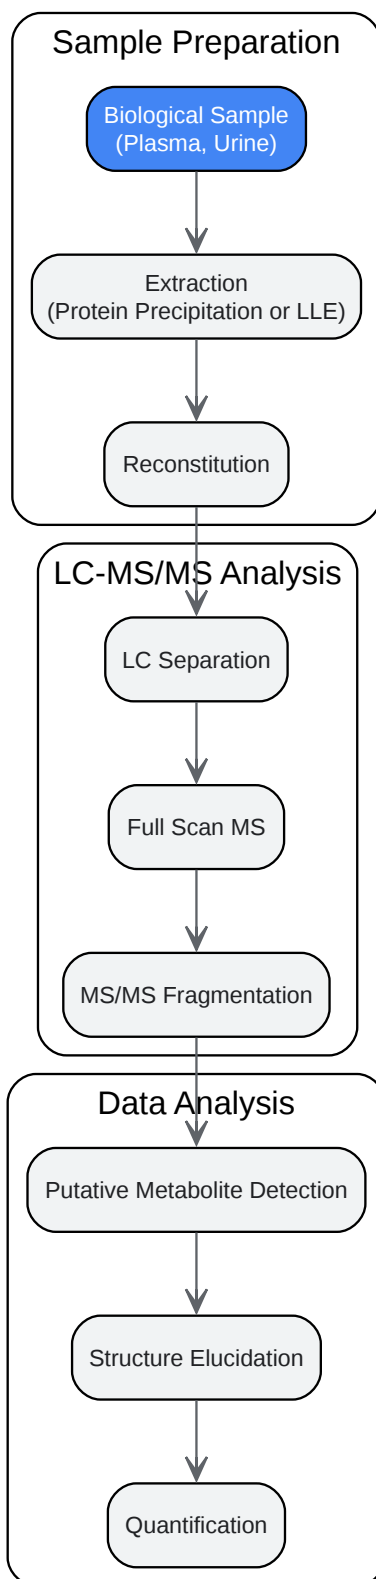 Sample Preparation
Biological Sample
(Plasma, Urine)
Extraction
(Protein Precipitation or LLE)
Reconstitution
LC-MS/MS Analysis
LC Separation
Full Scan MS
MS/MS Fragmentation
Data Analysis
Putative Metabolite Detection
Structure Elucidation
Quantification